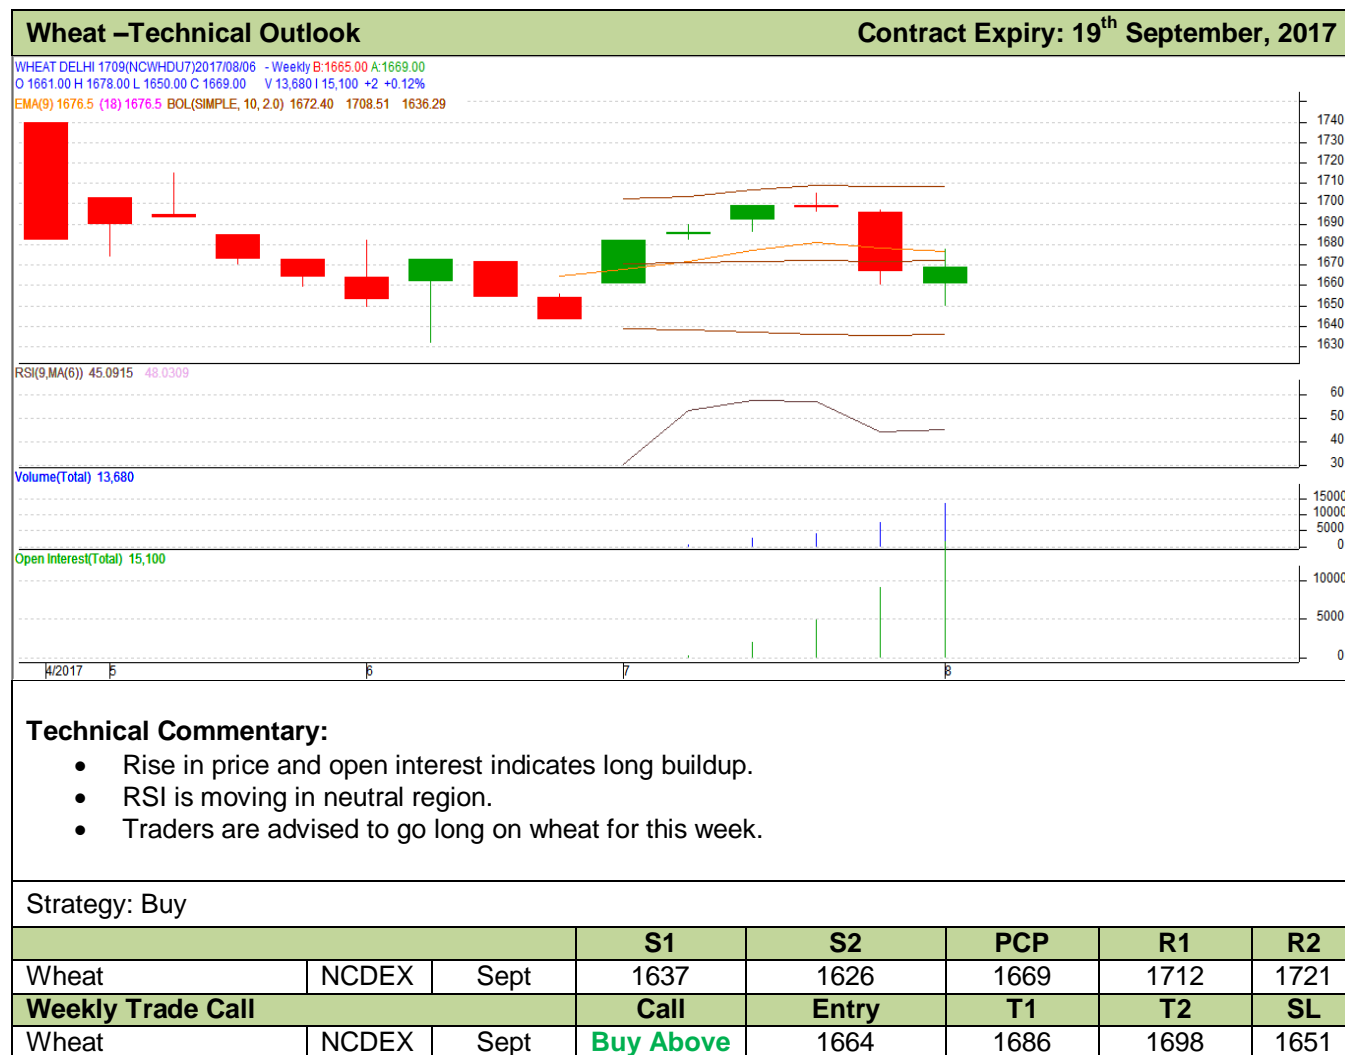 Wheat –Technical Outlook Contract Expiry: 19th September, 2017
WHEAT DELHI 1709(NCWHDU7)2017/08/06 - Weekly B:1665.00 A:1669.00
O 1661.00 H 1678.00 L 1650.00 C 1669.00 V 13,680 I 15,100 +2 +0.12%
EMA(9) 1676.5 (18) 1676.5 BOL(SIMPLE, 10, 2.0) 1672.40 1708.51 1636.29
1740
1730
1720
1710
1700
1690
1680
1670
1660
1650
1640
1630
RSI(9,MA(6)) 45.0915 48.0309
60
50
40
30
Volume(Total) 13,680
15000
10000
5000
0
Open Interest(Total) 15,100
10000
5000
0
4/2017 5 6 7 8
Technical Commentary:
• Rise in price and open interest indicates long buildup.
• RSI is moving in neutral region.
• Traders are advised to go long on wheat for this week.
Strategy: Buy
S1 S2 PCP R1 R2
Wheat NCDEX Sept 1637 1626 1669 1712 1721
Weekly Trade Call Call Entry T1 T2 SL
Wheat NCDEX Sept Buy Above 1664 1686 1698 1651